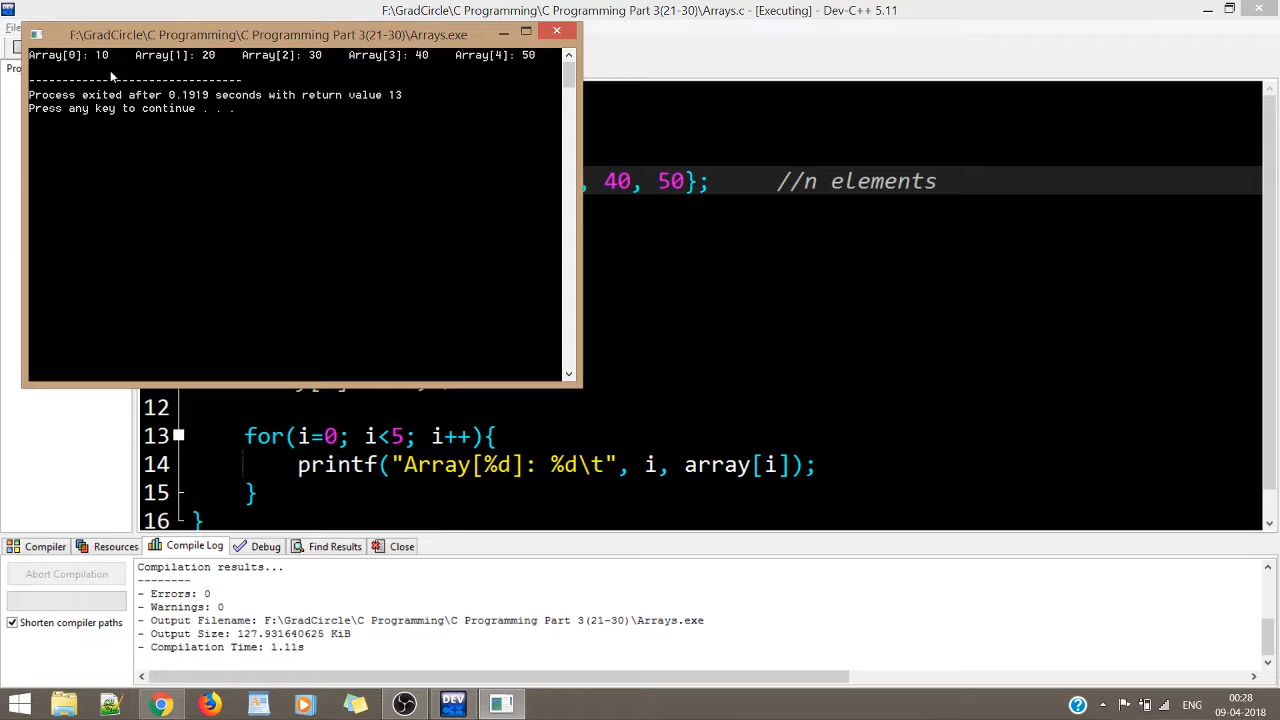 F:\GradCircle\C Programming\C Programming Part 3(21-30)\Arrays.c - [Executing] - Dev-C++ 5.11
F:\GradCircle\C Programming\C Programming Part 3(21-30)\Arrays.exe
Array[0]: 10 Array[1]: 20 Array[2]: 30 Array[3]: 40 Array[4]: 50
--------------------------------
Process exited after 0.1919 seconds with return value 13
Press any key to continue . . .
, 40, 50}; //n elements
12
13 for(i=0; i<5; i++){
14 printf("Array[%d]: %d\t", i, array[i]);
15 }
16 }
Compiler Resources Compile Log Debug Find Results Close
Abort Compilation
Shorten compiler paths
Compilation results...
--------
- Errors: 0
- Warnings: 0
- Output Filename: F:\GradCircle\C Programming\C Programming Part 3(21-30)\Arrays.exe
- Output Size: 127.931640625 KiB
- Compilation Time: 1.11s
DEV
00:28
09-04-2018